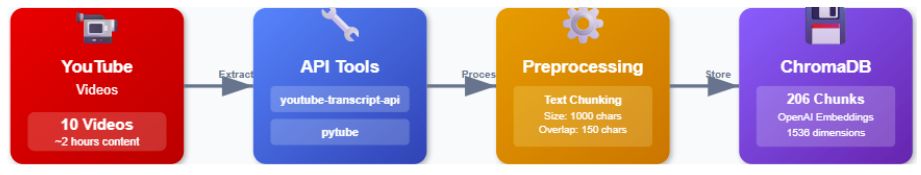 YouTube
Videos
10 Videos
~2 hours content
Extract
API Tools
youtube-transcript-api
pytube
Proces
Preprocessing
Text Chunking
Size: 1000 chars
Overlap: 150 chars
Store
ChromaDB
206 Chunks
OpenAI Embeddings
1536 dimensions